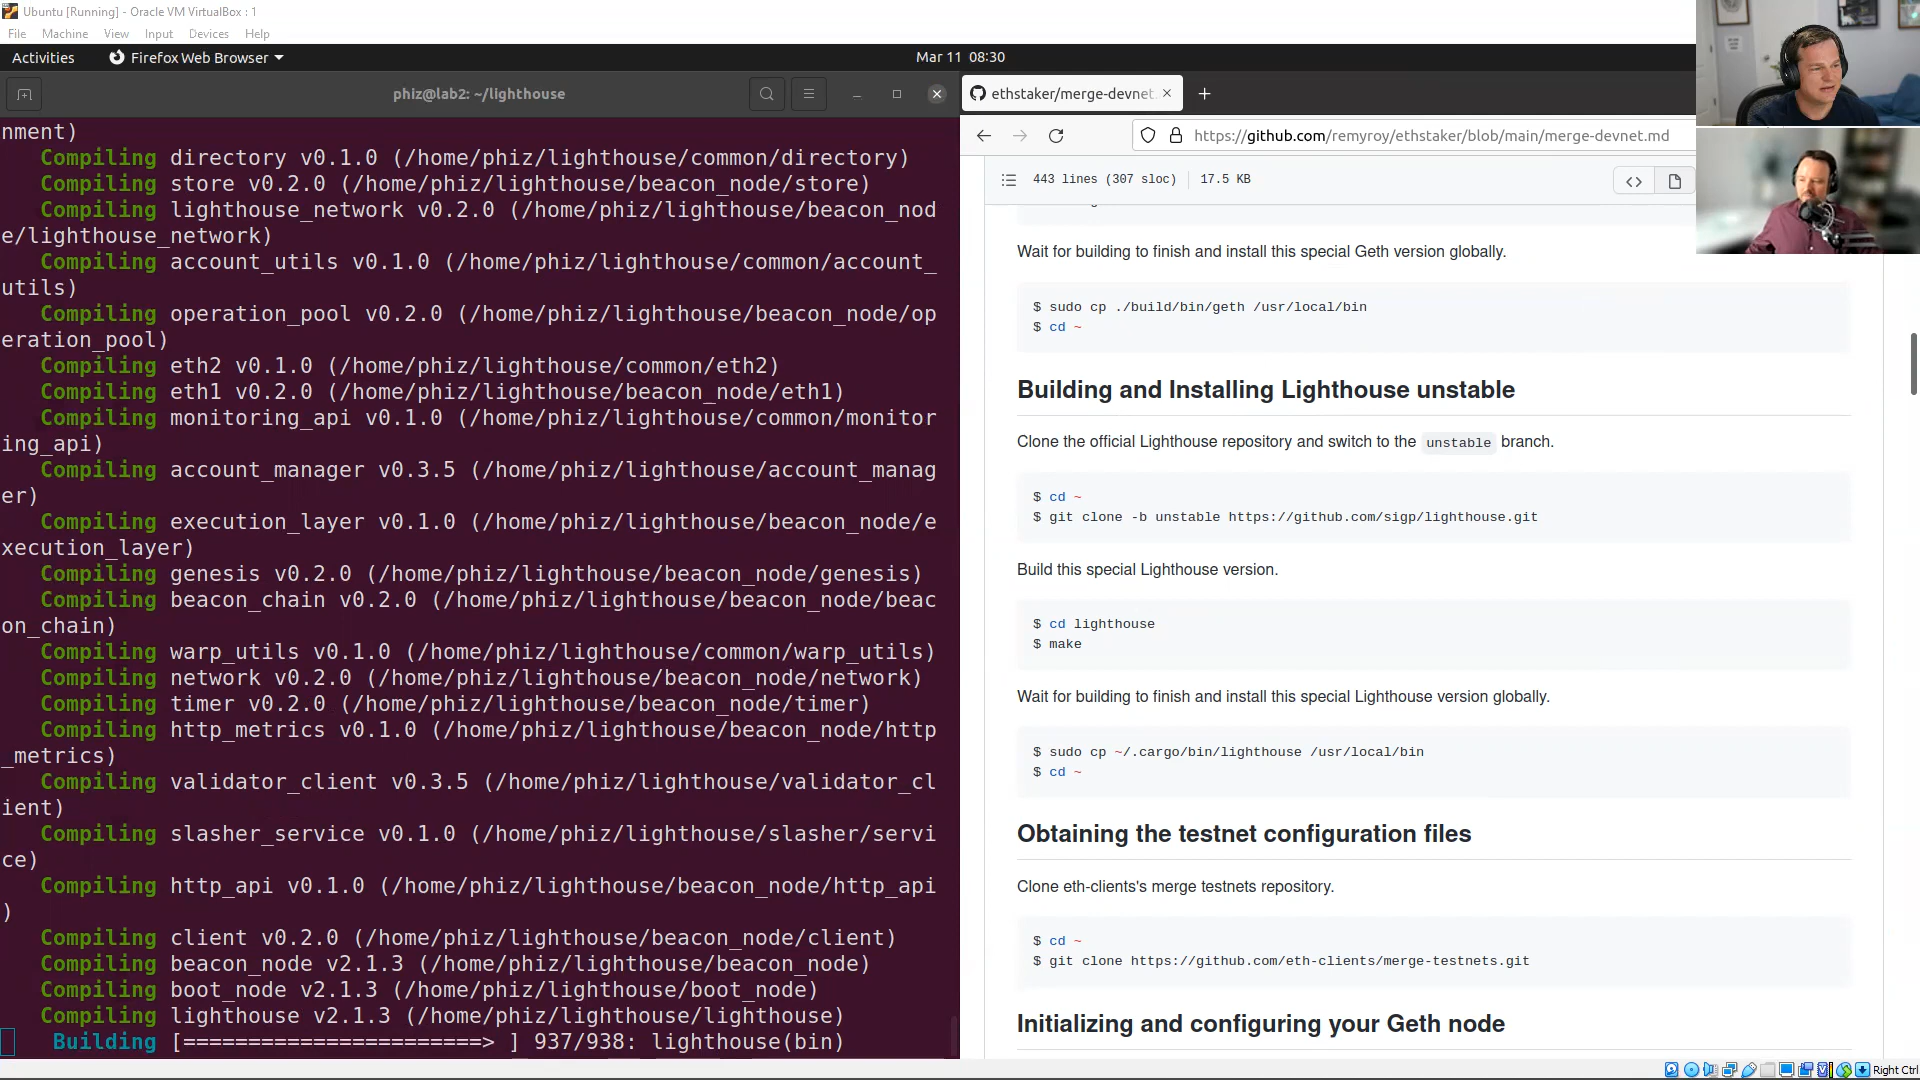 Ubuntu [Running] - Oracle VM VirtualBox : 1
File Machine View Input Devices Help
Activities Firefox Web Browser Mar 11 08:30
phiz@lab2: ~/lighthouse
nment)
Compiling directory v0.1.0 (/home/phiz/lighthouse/common/directory)
Compiling store v0.2.0 (/home/phiz/lighthouse/beacon_node/store)
Compiling lighthouse_network v0.2.0 (/home/phiz/lighthouse/beacon_nod
e/lighthouse_network)
Compiling account_utils v0.1.0 (/home/phiz/lighthouse/common/account_
utils)
Compiling operation_pool v0.2.0 (/home/phiz/lighthouse/beacon_node/op
eration_pool)
Compiling eth2 v0.1.0 (/home/phiz/lighthouse/common/eth2)
Compiling eth1 v0.2.0 (/home/phiz/lighthouse/beacon_node/eth1)
Compiling monitoring_api v0.1.0 (/home/phiz/lighthouse/common/monitor
ing_api)
Compiling account_manager v0.3.5 (/home/phiz/lighthouse/account_manag
er)
Compiling execution_layer v0.1.0 (/home/phiz/lighthouse/beacon_node/e
xecution_layer)
Compiling genesis v0.2.0 (/home/phiz/lighthouse/beacon_node/genesis)
Compiling beacon_chain v0.2.0 (/home/phiz/lighthouse/beacon_node/beac
on_chain)
Compiling warp_utils v0.1.0 (/home/phiz/lighthouse/common/warp_utils)
Compiling network v0.2.0 (/home/phiz/lighthouse/beacon_node/network)
Compiling timer v0.2.0 (/home/phiz/lighthouse/beacon_node/timer)
Compiling http_metrics v0.1.0 (/home/phiz/lighthouse/beacon_node/http
_metrics)
Compiling validator_client v0.3.5 (/home/phiz/lighthouse/validator_cl
ient)
Compiling slasher_service v0.1.0 (/home/phiz/lighthouse/slasher/servi
ce)
Compiling http_api v0.1.0 (/home/phiz/lighthouse/beacon_node/http_api
)
Compiling client v0.2.0 (/home/phiz/lighthouse/beacon_node/client)
Compiling beacon_node v2.1.3 (/home/phiz/lighthouse/beacon_node)
Compiling boot_node v2.1.3 (/home/phiz/lighthouse/boot_node)
Compiling lighthouse v2.1.3 (/home/phiz/lighthouse/lighthouse)
Building [=======================> ] 937/938: lighthouse(bin)
ethstaker/merge-devnet.
https://github.com/remyroy/ethstaker/blob/main/merge-devnet.md
443 lines (307 sloc) 17.5 KB
Wait for building to finish and install this special Geth version globally.
$ sudo cp ./build/bin/geth /usr/local/bin
$ cd ~
Building and Installing Lighthouse unstable
Clone the official Lighthouse repository and switch to the unstable branch.
$ cd ~
$ git clone -b unstable https://github.com/sigp/lighthouse.git
Build this special Lighthouse version.
$ cd lighthouse
$ make
Wait for building to finish and install this special Lighthouse version globally.
$ sudo cp ~/.cargo/bin/lighthouse /usr/local/bin
$ cd ~
Obtaining the testnet configuration files
Clone eth-clients's merge testnets repository.
$ cd ~
$ git clone https://github.com/eth-clients/merge-testnets.git
Initializing and configuring your Geth node
Right Ctrl